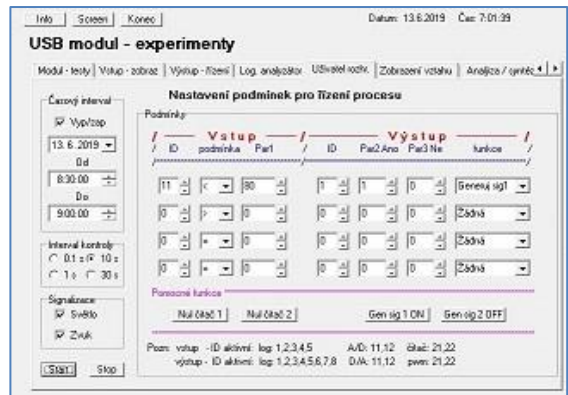 Info Screen Konec Datum: 13.6.2019 Čas: 7:01:39
USB modul - experimenty
Modul - testy Vstup - zobraz Výstup - řízení Log. analyzátor Uživatel rozhr. Zobrazení vztahu Analýza / syntéz
Nastavení podmínek pro řízení procesu
Časový interval
Vyp/zap
13. 6. 2019
Od
8:30:00
Do
9:00:00
Interval kontroly
0.1 s 10 s
1 s 30 s
Signalizace
Světlo
Zvuk
Start Stop
Podmínky
/ Vstup / Výstup /
/ ID podmínka Par1 / ID Par2 Ano Par3 Ne funkce /
11 < 80 1 1 0 Generuj sig1
0 > 0 0 0 0 Žádná
0 = 0 0 0 0 Žádná
0 = 0 0 0 0 Žádná
Pomocné funkce
Nul čítač 1 Nul čítač 2 Gen sig 1 ON Gen sig 2 OFF
Pozn: vstup - ID aktivní: log: 1,2,3,4,5 A/D: 11,12 čítač: 21,22
výstup - ID aktivní: log: 1,2,3,4,5,6,7,8 D/A: 11,12 pwm: 21,22